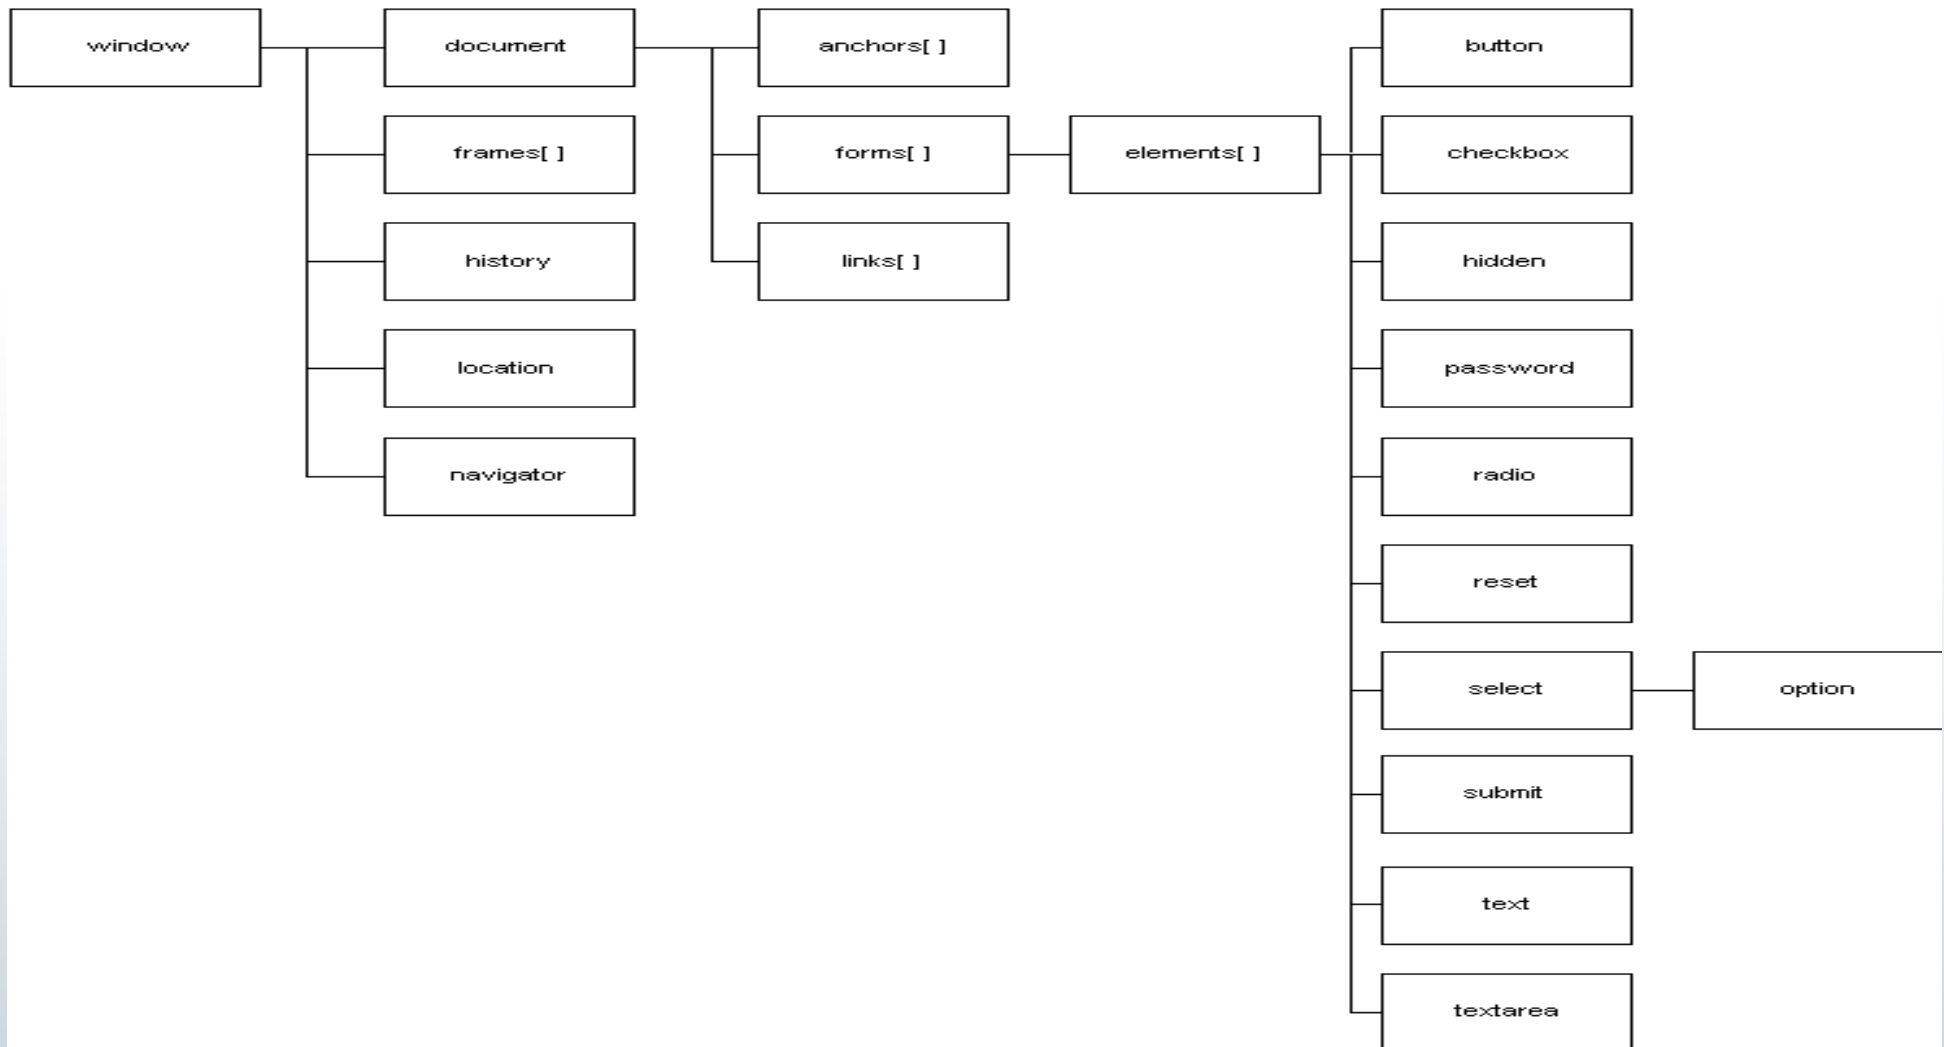 window
document
anchors[ ]
button
frames[ ]
forms[ ]
elements[ ]
checkbox
history
links[ ]
hidden
location
password
navigator
radio
reset
select
option
submit
text
textarea